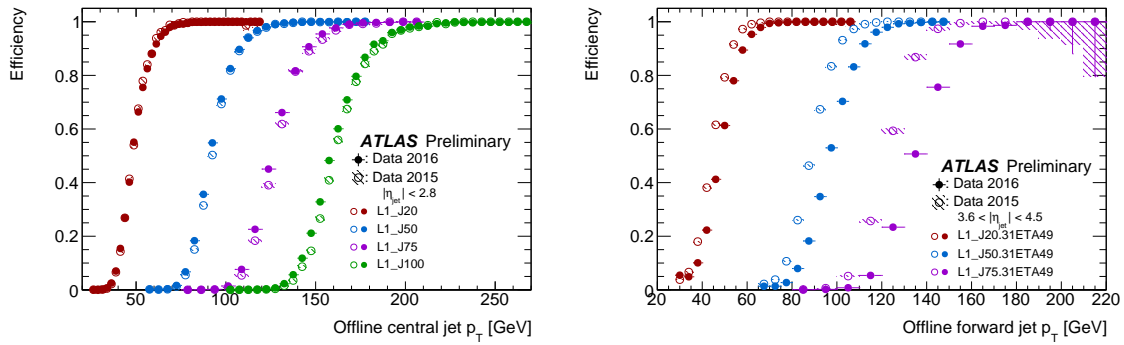 Efficiency
1
0.8
0.6
0.4
0.2
0
50
100
150
200
250
Offline central jet p_T [GeV]
ATLAS Preliminary
: Data 2016
: Data 2015
|η_jet| < 2.8
L1_J20
L1_J50
L1_J75
L1_J100
Efficiency
1
0.8
0.6
0.4
0.2
0
20 40 60 80 100 120 140 160 180 200 220
Offline forward jet p_T [GeV]
ATLAS Preliminary
: Data 2016
: Data 2015
3.6 < |η_jet| < 4.5
L1_J20.31ETA49
L1_J50.31ETA49
L1_J75.31ETA49